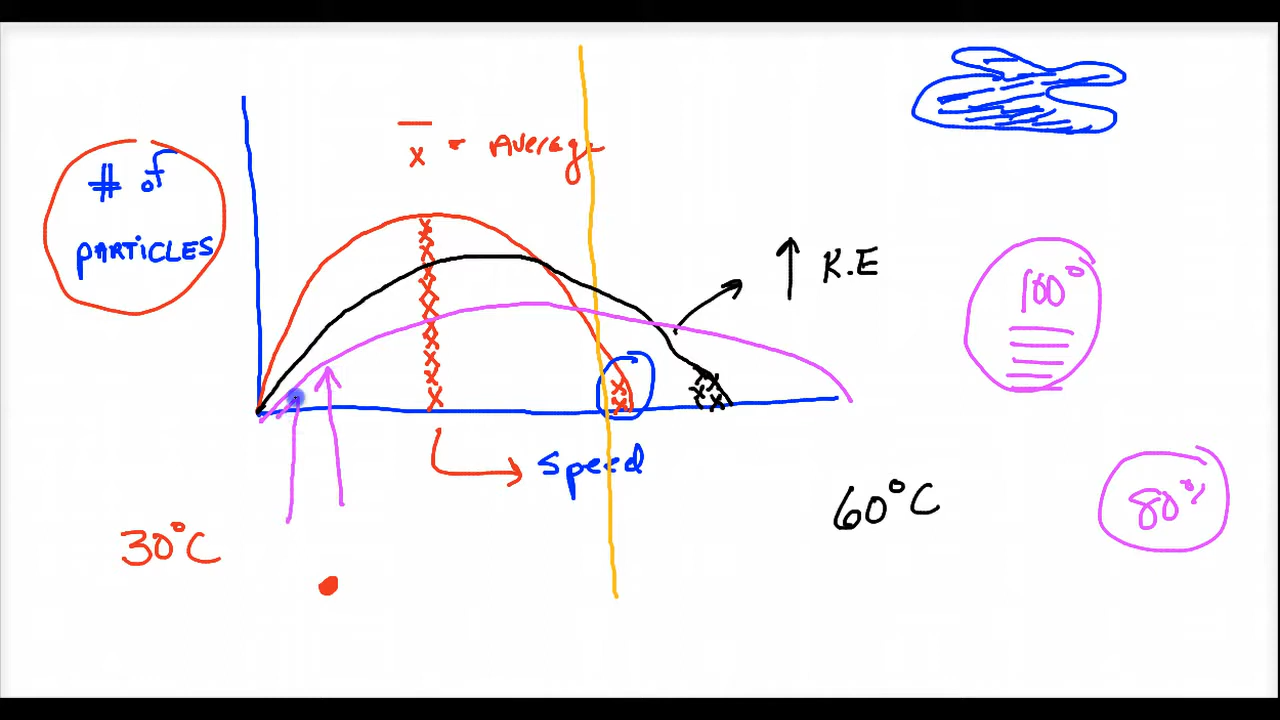 # of
PARTICLES
x̅ = Average
↑ K.E
100°
Speed
60°C
80°
30°C